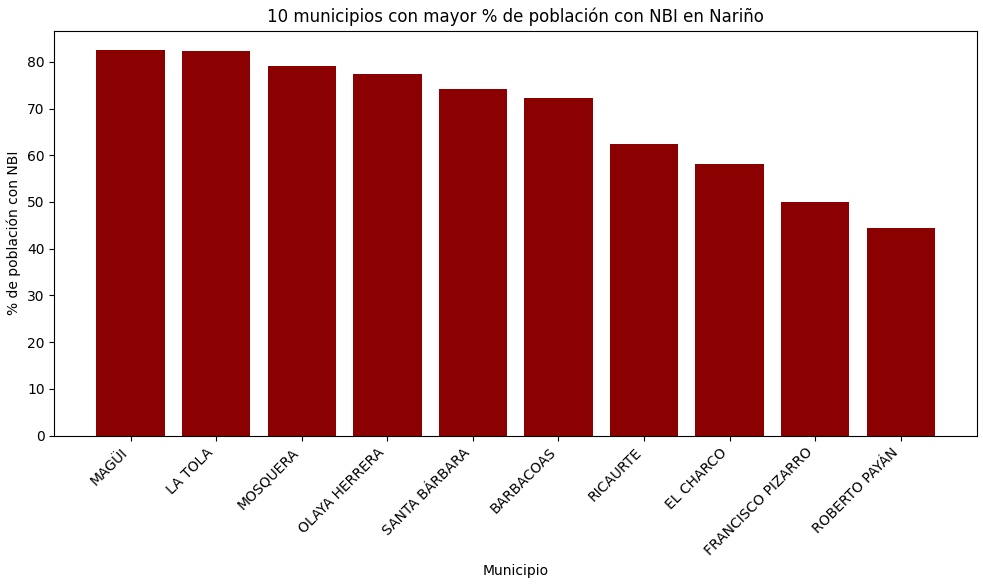 10 municipios con mayor % de población con NBI en Nariño
% de población con NBI
80
70
60
50
40
30
20
10
0
MAGÜI
LA TOLA
MOSQUERA
OLAYA HERRERA
SANTA BÁRBARA
BARBACOAS
RICAURTE
EL CHARCO
FRANCISCO PIZARRO
ROBERTO PAYÁN
Municipio